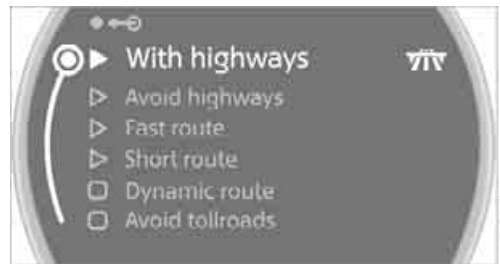 With highways
Avoid highways
Fast route
Short route
Dynamic route
Avoid tollroads